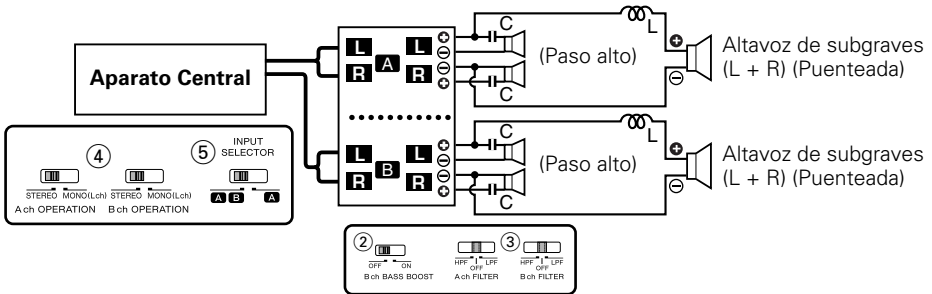 Aparato Central
L L
R A R
L L
R B R
C
C
L
(Paso alto)
Altavoz de subgraves
(L + R) (Puenteada)
C
C
L
(Paso alto)
Altavoz de subgraves
(L + R) (Puenteada)
④ ⑤ INPUT
SELECTOR
STEREO MONO(Lch) STEREO MONO(Lch) A B A
A ch OPERATION B ch OPERATION
② ③
OFF ON HPF OFF LPF HPF OFF LPF
B ch BASS BOOST A ch FILTER B ch FILTER